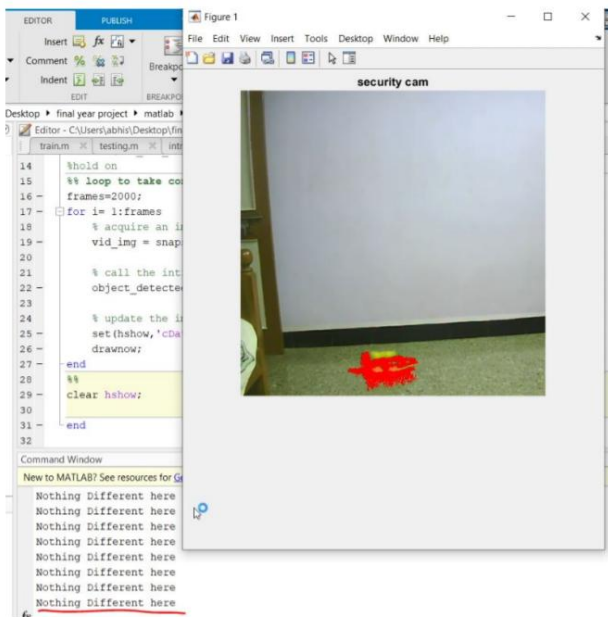 EDITOR PUBLISH
Insert fx
Comment %
Indent
Breakpo
EDIT BREAKPO
Desktop final year project matlab
Editor - C:\Users\abhis\Desktop\fin
train.m testing.m intr
14 %hold on
15 %% loop to take co
16 - frames=2000;
17 - for i= 1:frames
18 % acquire an i
19 - vid_img = snap
20
21 % call the int
22 - object_detecte
23
24 % update the i
25 - set(hshow,'cDa
26 - drawnow;
27 - end
28 %%
29 - clear hshow;
30
31 - end
32
Command Window
New to MATLAB? See resources for Ge
Nothing Different here
Nothing Different here
Nothing Different here
Nothing Different here
Nothing Different here
Nothing Different here
Nothing Different here
Nothing Different here
fx
Figure 1
File Edit View Insert Tools Desktop Window Help
security cam